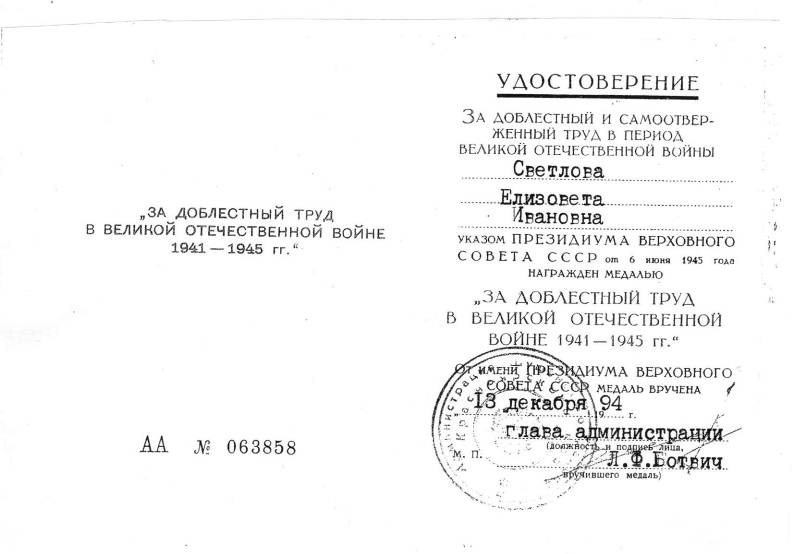 „ЗА ДОБЛЕСТНЫЙ ТРУД
В ВЕЛИКОЙ ОТЕЧЕСТВЕННОЙ ВОЙНЕ
1941 — 1945 гг.“
АА № 063858
УДОСТОВЕРЕНИЕ
ЗА ДОБЛЕСТНЫЙ И САМООТВЕР-
ЖЕННЫЙ ТРУД В ПЕРИОД
ВЕЛИКОЙ ОТЕЧЕСТВЕННОЙ ВОЙНЫ
Светлова
Елизовета
Ивановна
УКАЗОМ ПРЕЗИДИУМА ВЕРХОВНОГО
СОВЕТА СССР от 6 июня 1945 года
НАГРАЖДЕН МЕДАЛЬЮ
„ЗА ДОБЛЕСТНЫЙ ТРУД
В ВЕЛИКОЙ ОТЕЧЕСТВЕННОЙ
ВОЙНЕ 1941 — 1945 гг.“
ОТ ИМЕНИ ПРЕЗИДИУМА ВЕРХОВНОГО
СОВЕТА СССР МЕДАЛЬ ВРУЧЕНА
13 декабря 94 г.
глава администрации
(должность и подпись лица,
М. П. Л.Ф.Ботвич
вручившего медаль)